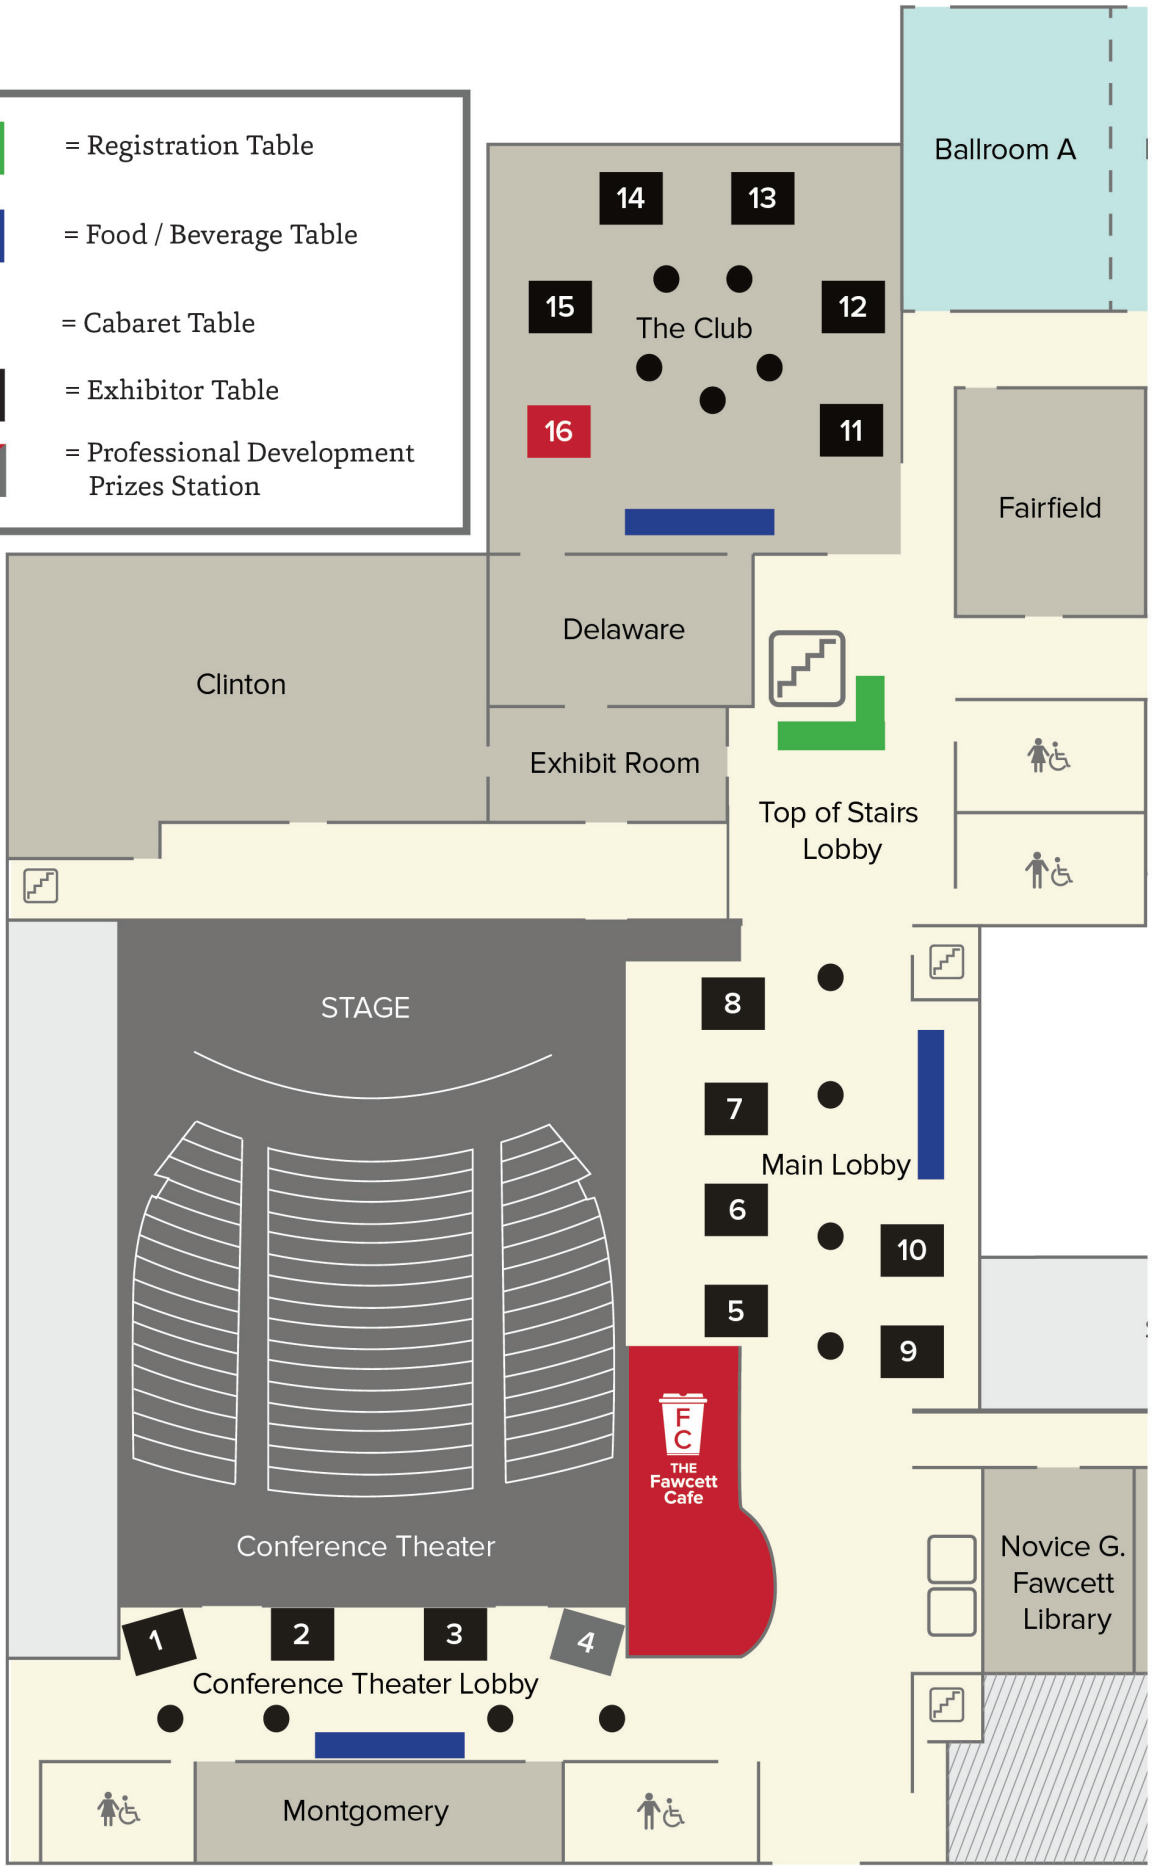 = Registration Table
= Food / Beverage Table
= Cabaret Table
= Exhibitor Table
= Professional Development
Prizes Station
Ballroom A
14
13
15
12
The Club
16
11
Fairfield
Delaware
Clinton
Exhibit Room
Top of Stairs
Lobby
STAGE
8
7
Main Lobby
6
10
5
9
F
C
THE
Fawcett
Cafe
Conference Theater
Novice G.
Fawcett
Library
1
2
3
4
Conference Theater Lobby
Montgomery